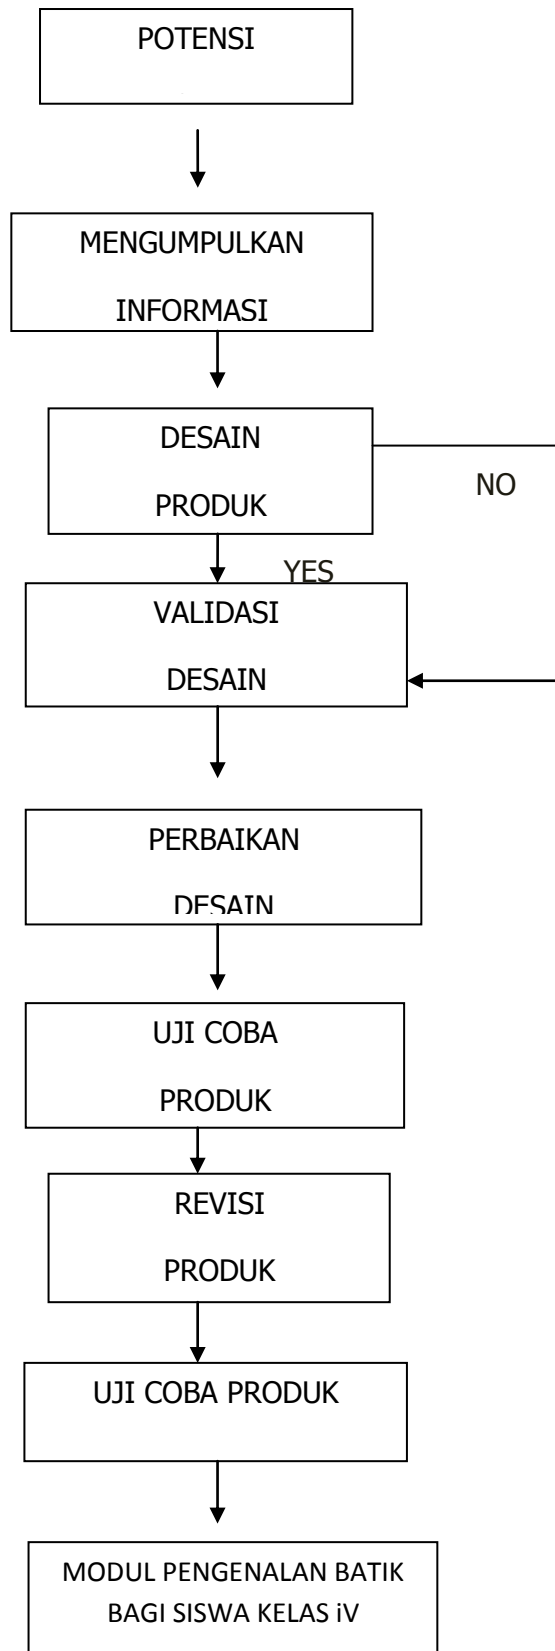 POTENSI
MENGUMPULKAN
INFORMASI
DESAIN
PRODUK
NO
YES
VALIDASI
DESAIN
PERBAIKAN
DESAIN
UJI COBA
PRODUK
REVISI
PRODUK
UJI COBA PRODUK
MODUL PENGENALAN BATIK
BAGI SISWA KELAS iV